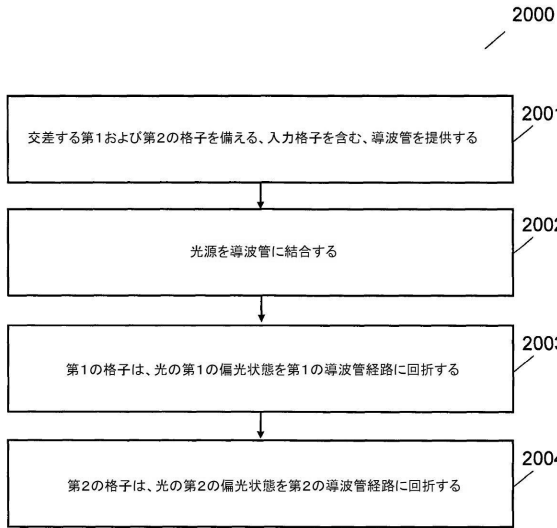 2000
交差する第1および第2の格子を備える、入力格子を含む、導波管を提供する
2001
光源を導波管に結合する
2002
第1の格子は、光の第1の偏光状態を第1の導波管経路に回折する
2003
第2の格子は、光の第2の偏光状態を第2の導波管経路に回折する
2004